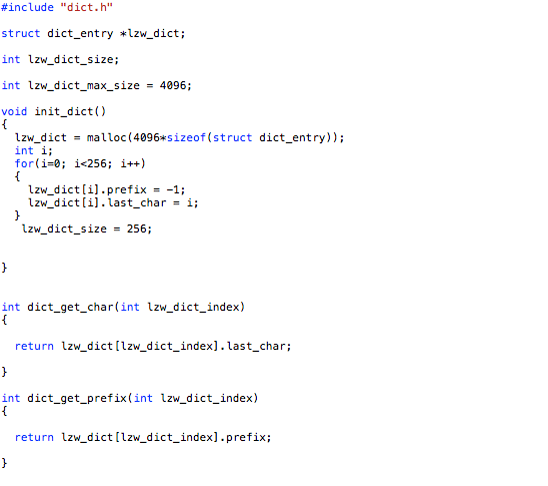 #include "dict.h"
struct dict_entry *lzw_dict;
int lzw_dict_size;
int lzw_dict_max_size = 4096;
void init_dict()
{
  lzw_dict = malloc(4096*sizeof(struct dict_entry));
  int i;
  for(i=0; i<256; i++)
  {
    lzw_dict[i].prefix = -1;
    lzw_dict[i].last_char = i;
  }
   lzw_dict_size = 256;
}
int dict_get_char(int lzw_dict_index)
{
  return lzw_dict[lzw_dict_index].last_char;
}
int dict_get_prefix(int lzw_dict_index)
{
  return lzw_dict[lzw_dict_index].prefix;
}